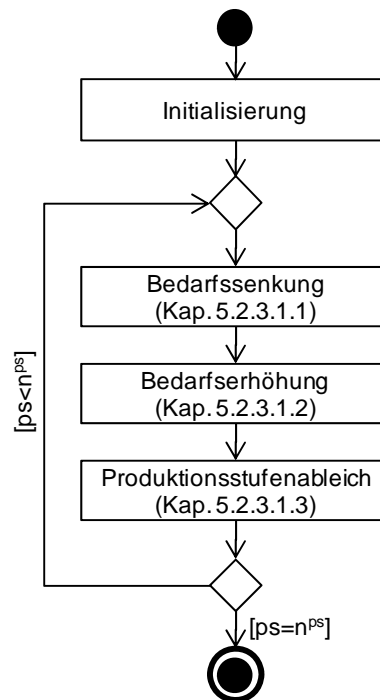 Initialisierung
Bedarfssenkung
(Kap. 5.2.3.1.1)
Bedarfserhöhung
(Kap. 5.2.3.1.2)
Produktionsstufenableich
(Kap. 5.2.3.1.3)
[ps<n^ps]
[ps=n^ps]